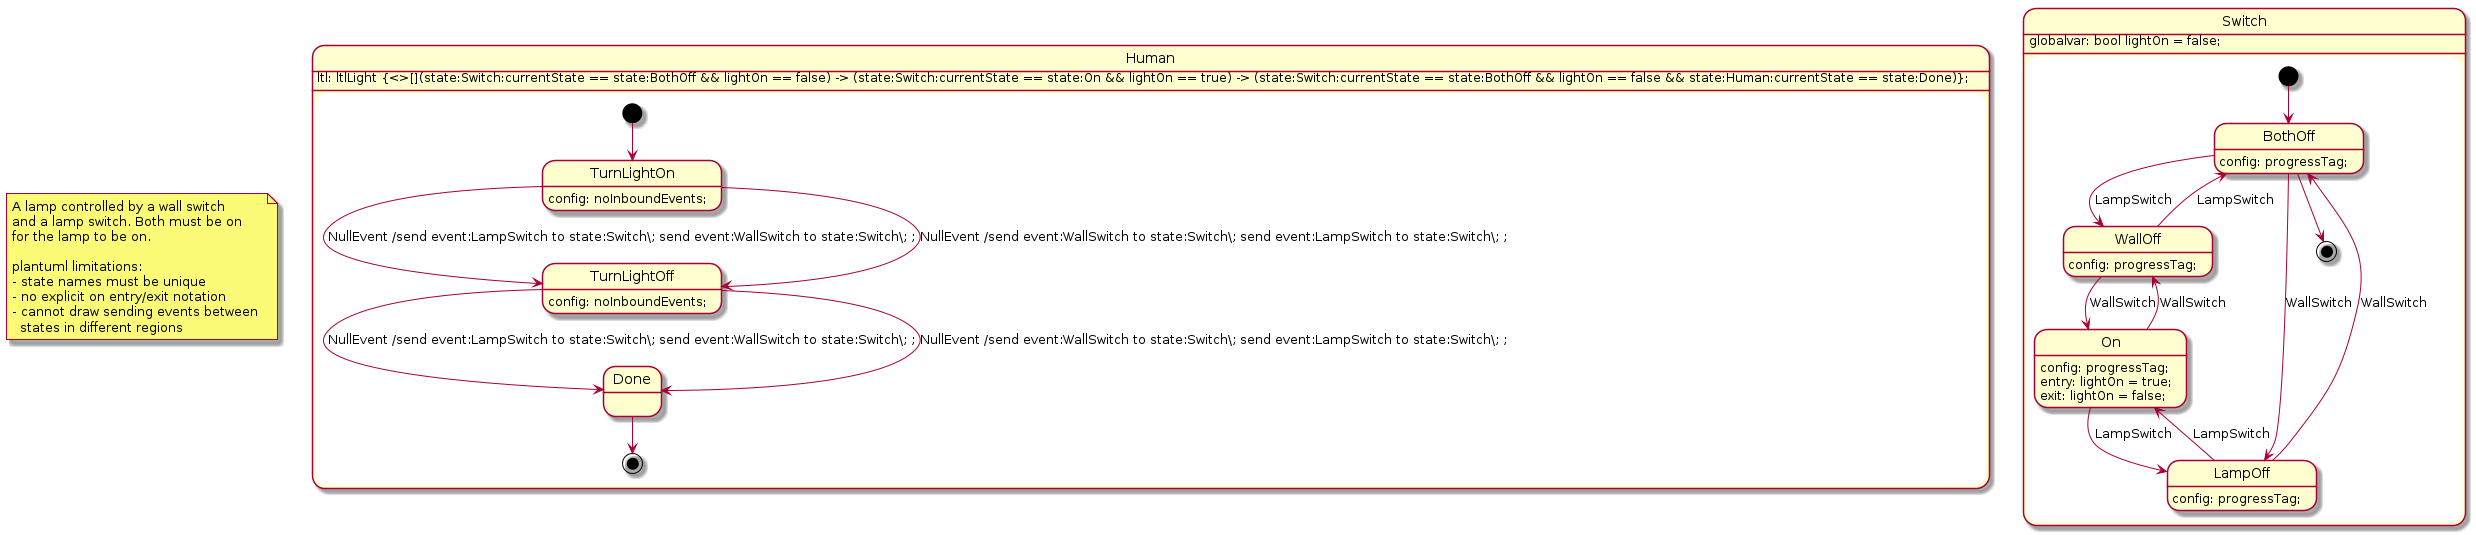 A lamp controlled by a wall switch
and a lamp switch. Both must be on
for the lamp to be on.
plantuml limitations:
- state names must be unique
- no explicit on entry/exit notation
- cannot draw sending events between
states in different regions
Human
ltl: ltlLight {<>[](state:Switch:currentState == state:BothOff && lightOn == false) -> (state:Switch:currentState == state:On && lightOn == true) -> (state:Switch:currentState == state:BothOff && lightOn == false && state:Human:currentState == state:Done)};
TurnLightOn
config: noInboundEvents;
NullEvent /send event:LampSwitch to state:Switch\; send event:WallSwitch to state:Switch\; ;
NullEvent /send event:WallSwitch to state:Switch\; send event:LampSwitch to state:Switch\; ;
TurnLightOff
config: noInboundEvents;
NullEvent /send event:LampSwitch to state:Switch\; send event:WallSwitch to state:Switch\; ;
NullEvent /send event:WallSwitch to state:Switch\; send event:LampSwitch to state:Switch\; ;
Done
Switch
globalvar: bool lightOn = false;
BothOff
config: progressTag;
LampSwitch
LampSwitch
WallOff
config: progressTag;
WallSwitch
WallSwitch
WallSwitch
WallSwitch
On
config: progressTag;
entry: lightOn = true;
exit: lightOn = false;
LampSwitch
LampSwitch
LampOff
config: progressTag;